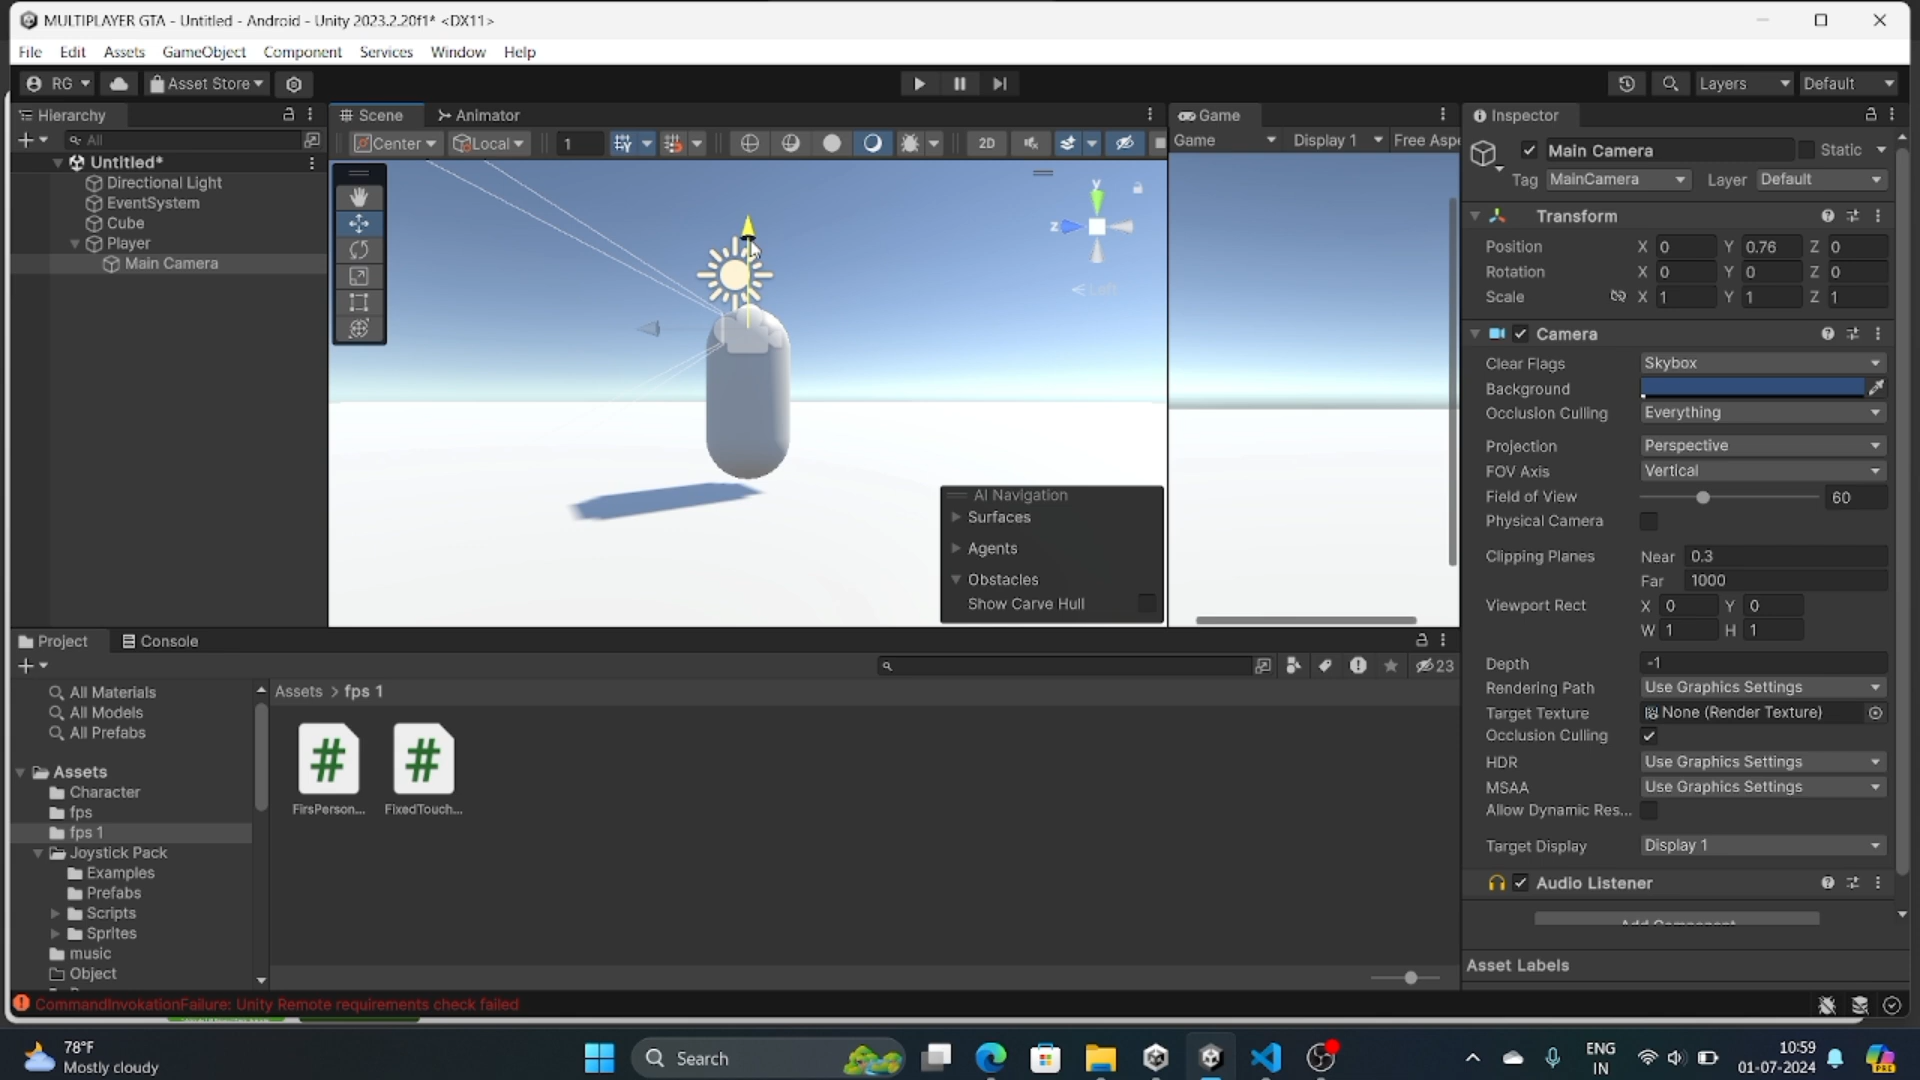 MULTIPLAYER GTA - Untitled - Android - Unity 2023.2.20f1* <DX11>
File Edit Assets GameObject Component Services Window Help
RG Asset Store Layers Default
Hierarchy
All
Untitled*
Directional Light
EventSystem
Cube
Player
Main Camera
Scene Animator
Center Local 1 2D
y
z
Left
AI Navigation
Surfaces
Agents
Obstacles
Show Carve Hull
Game
Game Display 1 Free Aspe
Inspector
Main Camera Static
Tag MainCamera Layer Default
Transform
Position X 0 Y 0.76 Z 0
Rotation X 0 Y 0 Z 0
Scale X 1 Y 1 Z 1
Camera
Clear Flags Skybox
Background
Occlusion Culling Everything
Projection Perspective
FOV Axis Vertical
Field of View 60
Physical Camera
Clipping Planes Near 0.3
Far 1000
Viewport Rect X 0 Y 0
W 1 H 1
Depth -1
Rendering Path Use Graphics Settings
Target Texture None (Render Texture)
Occlusion Culling
HDR Use Graphics Settings
MSAA Use Graphics Settings
Allow Dynamic Res...
Target Display Display 1
Audio Listener
Add Component
Asset Labels
Project Console
23
All Materials
All Models
All Prefabs
Assets
Character
fps
fps 1
Joystick Pack
Examples
Prefabs
Scripts
Sprites
music
Object
Assets > fps 1
FirsPerson...
FixedTouch...
CommandInvokationFailure: Unity Remote requirements check failed
78°F
Mostly cloudy
Search
ENG
IN
10:59
01-07-2024
PRE